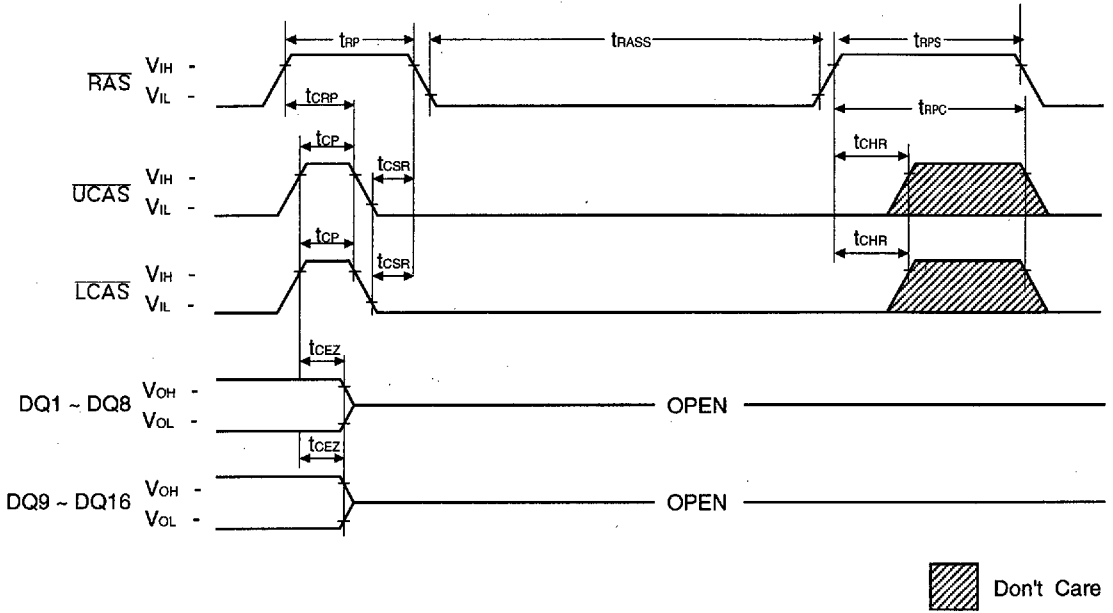 tRP tRASS tRPS
RAS VIH -
VIL -
tCRP tRPC
tCP tCSR tCHR
UCAS VIH -
VIL -
tCP tCSR tCHR
LCAS VIH -
VIL -
tCEZ
DQ1 ~ DQ8 VOH -
VOL -
OPEN
tCEZ
DQ9 ~ DQ16 VOH -
VOL -
OPEN
Don't Care